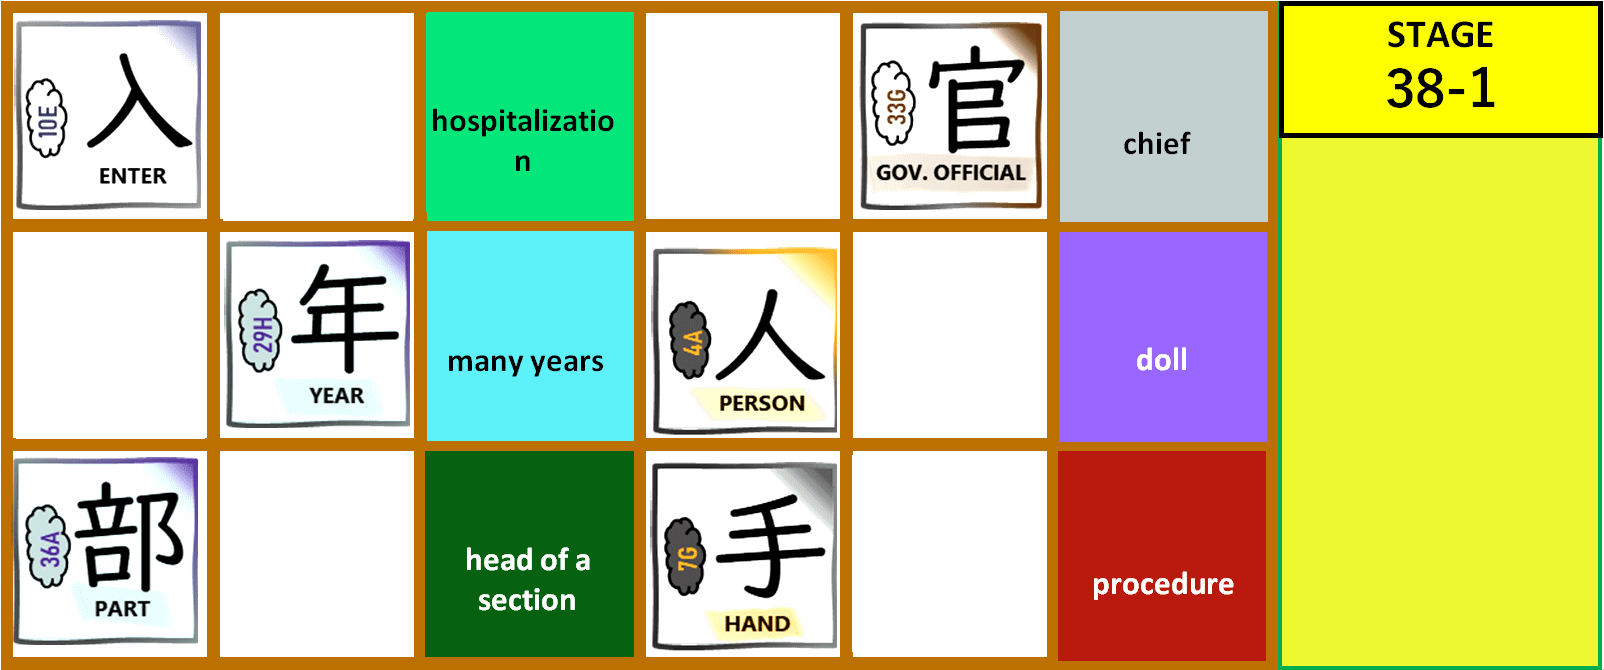 10E
入
ENTER
hospitalizatio
n
33G
官
GOV. OFFICIAL
chief
STAGE
38-1
29H
年
YEAR
many years
4A
人
PERSON
doll
36A
部
PART
head of a
section
7G
手
HAND
procedure